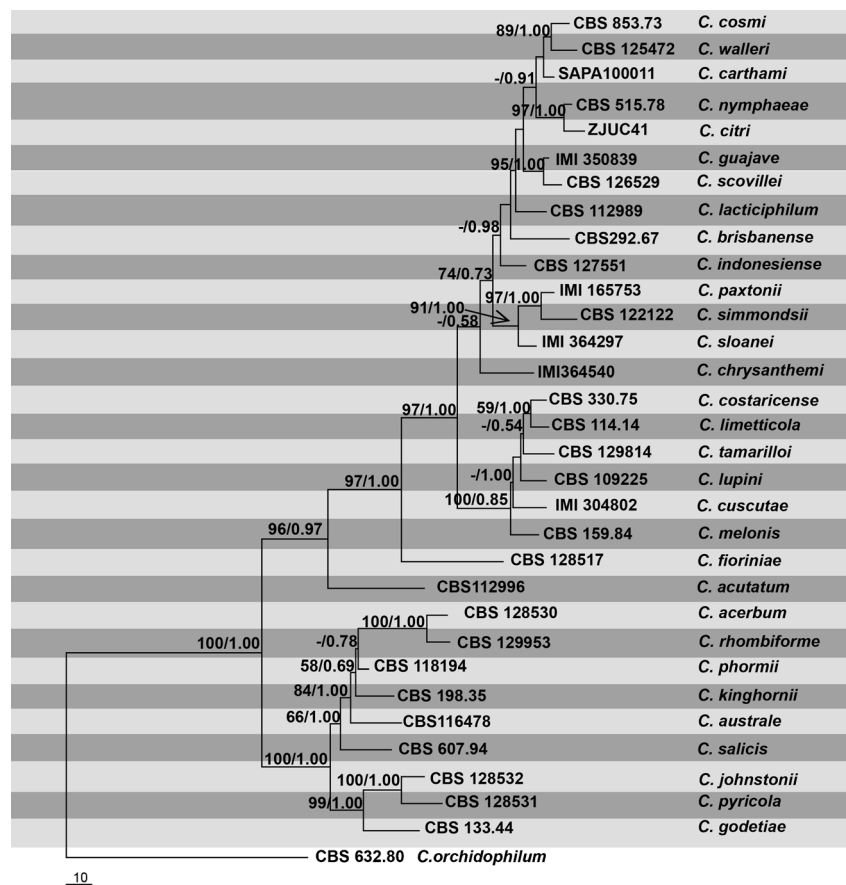 CBS 853.73 C. cosmi
89/1.00
CBS 125472 C. walleri
SAPA100011 C. carthami
-/0.91
CBS 515.78 C. nymphaeae
97/1.00
ZJUC41 C. citri
IMI 350839 C. guajave
95/1.00
CBS 126529 C. scovillei
CBS 112989 C. lacticiphilum
-/0.98
CBS292.67 C. brisbanense
CBS 127551 C. indonesiense
74/0.73
IMI 165753 C. paxtonii
97/1.00
91/1.00
CBS 122122 C. simmondsii
-/0.58
IMI 364297 C. sloanei
IMI364540 C. chrysanthemi
CBS 330.75 C. costaricense
59/1.00
97/1.00
CBS 114.14 C. limetticola
-/0.54
CBS 129814 C. tamarilloi
-/1.00
CBS 109225 C. lupini
97/1.00
100/0.85
IMI 304802 C. cuscutae
96/0.97
CBS 159.84 C. melonis
CBS 128517 C. fioriniae
CBS112996 C. acutatum
CBS 128530 C. acerbum
100/1.00
100/1.00
-/0.78
CBS 129953 C. rhombiforme
58/0.69
CBS 118194 C. phormii
84/1.00
CBS 198.35 C. kinghornii
66/1.00
CBS116478 C. australe
CBS 607.94 C. salicis
100/1.00
100/1.00
CBS 128532 C. johnstonii
99/1.00
CBS 128531 C. pyricola
CBS 133.44 C. godetiae
CBS 632.80 C.orchidophilum
10